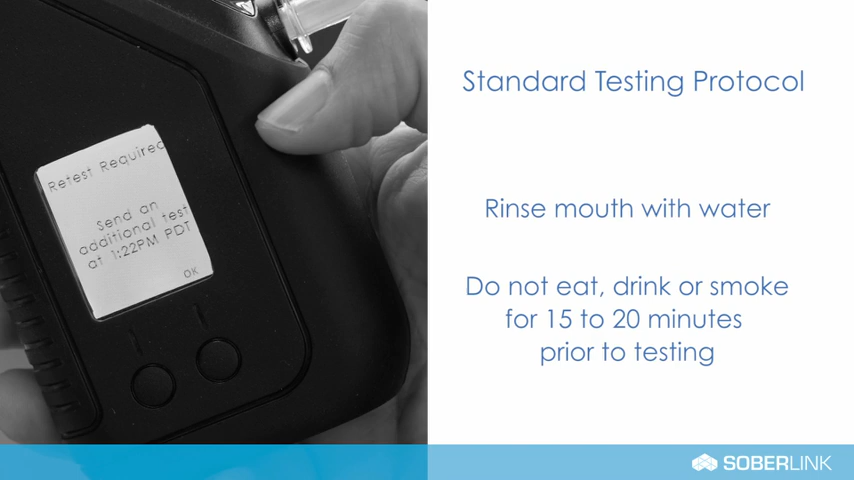 Retest Required
Send an
additional test
at 1:22PM PDT
OK
Standard Testing Protocol
Rinse mouth with water
Do not eat, drink or smoke
for 15 to 20 minutes
prior to testing
SOBERLINK